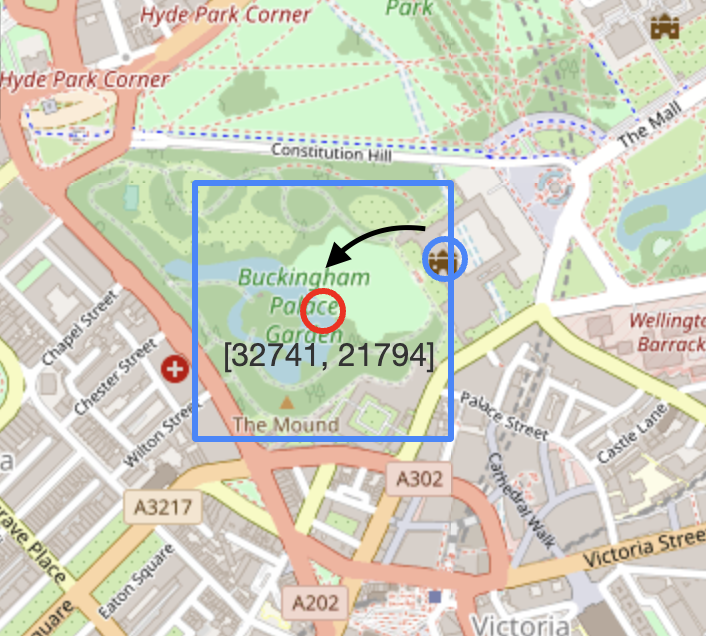 Hyde Park Corner
Park
Hyde Park Corner
The Mall
Constitution Hill
Buckingham
Palace
Garden
[32741, 21794]
Wellingto
Barrack
Chapel Street
Chester Street
Wilton Street
The Mound
Palace Street
Castle Lane
a
A302
Cathedral Walk
A3217
grave Place
Eaton Square
Victoria Stree
quare
A202
Victoria